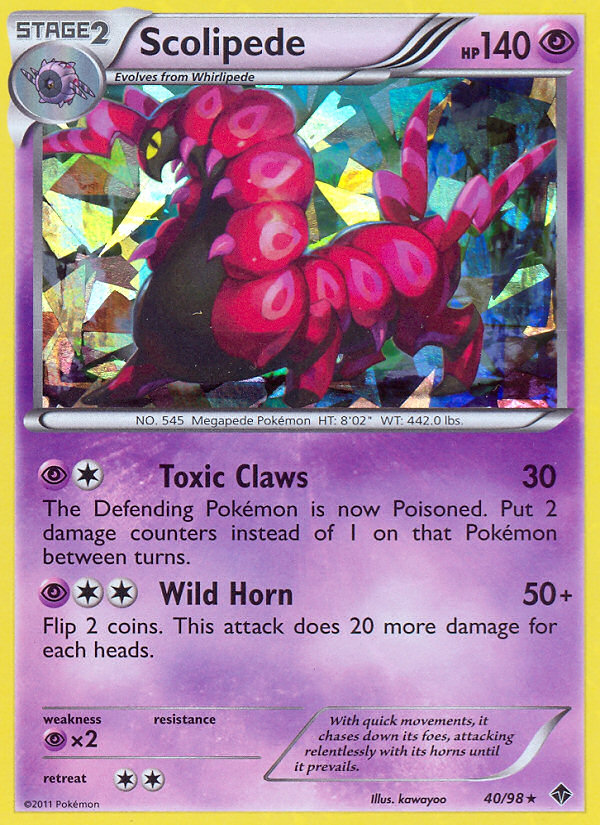 STAGE2
Scolipede
HP140
Evolves from Whirlipede
NO. 545 Megapede Pokémon HT: 8'02" WT: 442.0 lbs.
Toxic Claws 30
The Defending Pokémon is now Poisoned. Put 2
damage counters instead of 1 on that Pokémon
between turns.
Wild Horn 50+
Flip 2 coins. This attack does 20 more damage for
each heads.
weakness resistance
×2
retreat
With quick movements, it
chases down its foes, attacking
relentlessly with its horns until
it prevails.
©2011 Pokémon
Illus. kawayoo
40/98★